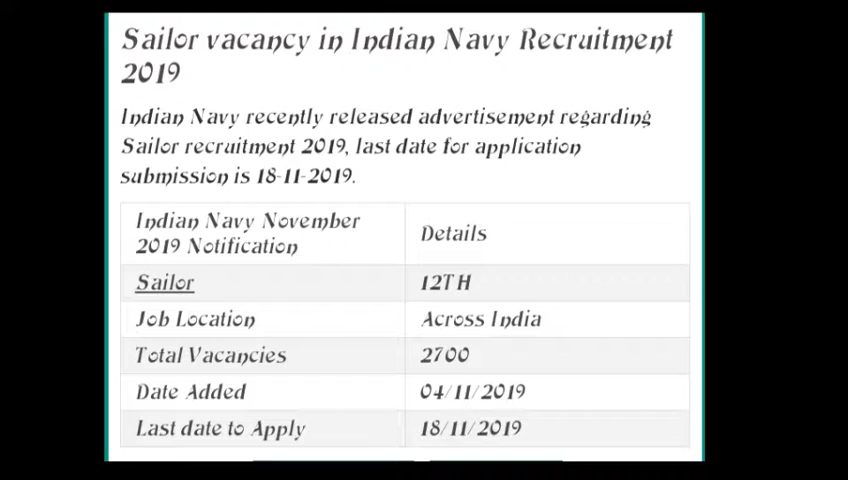 Sailor vacancy in Indian Navy Recruitment
2019
Indian Navy recently released advertisement regarding
Sailor recruitment 2019, last date for application
submission is 18-11-2019.
Indian Navy November
2019 Notification
Details
Sailor 12TH
Job Location Across India
Total Vacancies 2700
Date Added 04/11/2019
Last date to Apply 18/11/2019